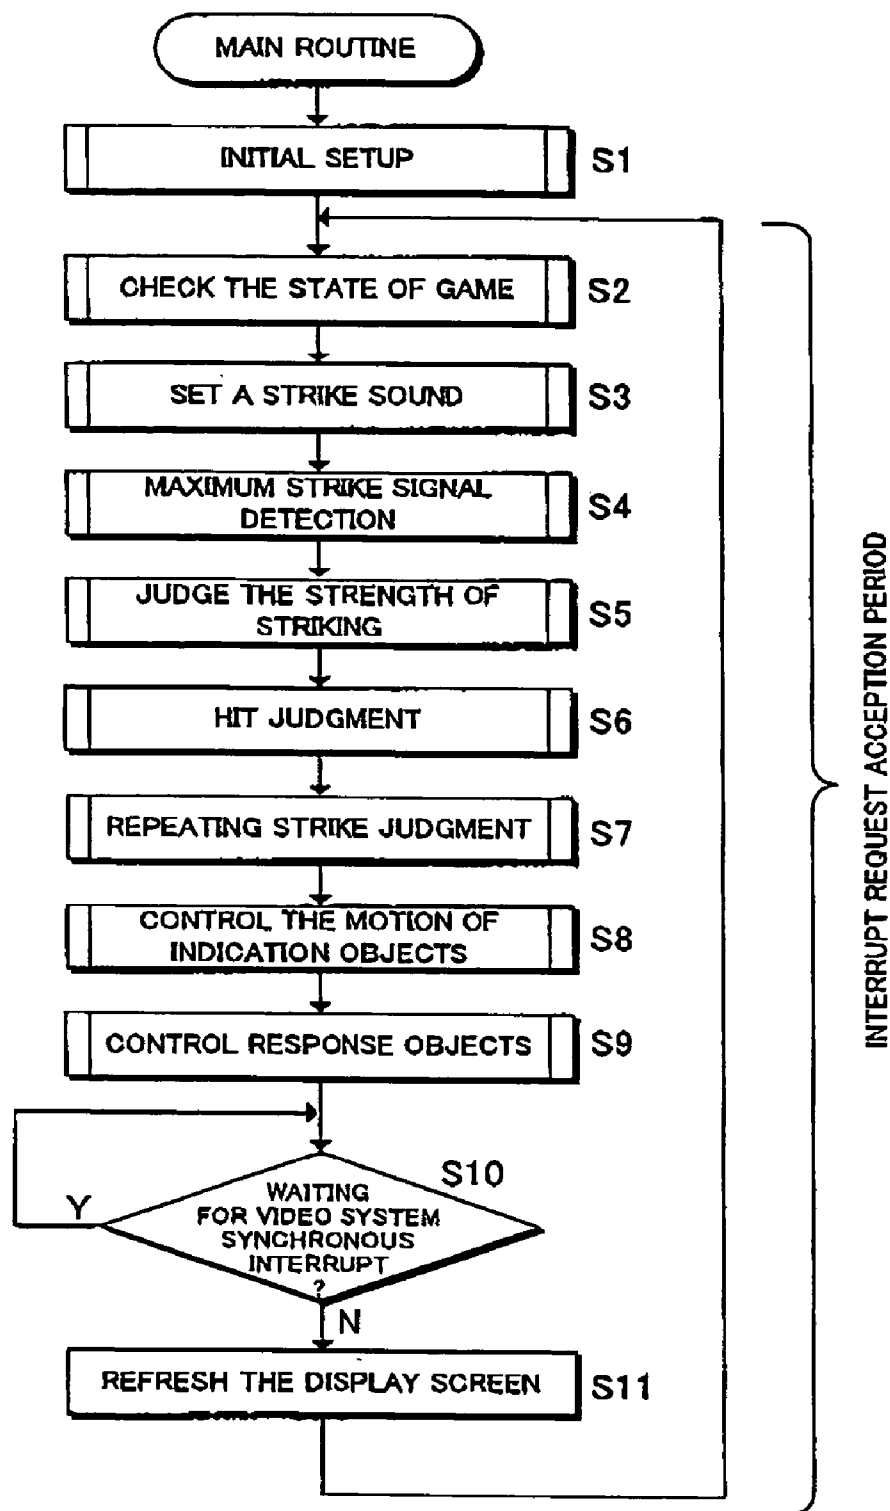 MAIN ROUTINE
INITIAL SETUP
S1
CHECK THE STATE OF GAME
S2
SET A STRIKE SOUND
S3
MAXIMUM STRIKE SIGNAL
DETECTION
S4
JUDGE THE STRENGTH OF
STRIKING
S5
HIT JUDGMENT
S6
REPEATING STRIKE JUDGMENT
S7
CONTROL THE MOTION OF
INDICATION OBJECTS
S8
CONTROL RESPONSE OBJECTS
S9
S10
WAITING
FOR VIDEO SYSTEM
SYNCHRONOUS
INTERRUPT
?
Y
N
REFRESH THE DISPLAY SCREEN
S11
INTERRUPT REQUEST ACCEPTION PERIOD